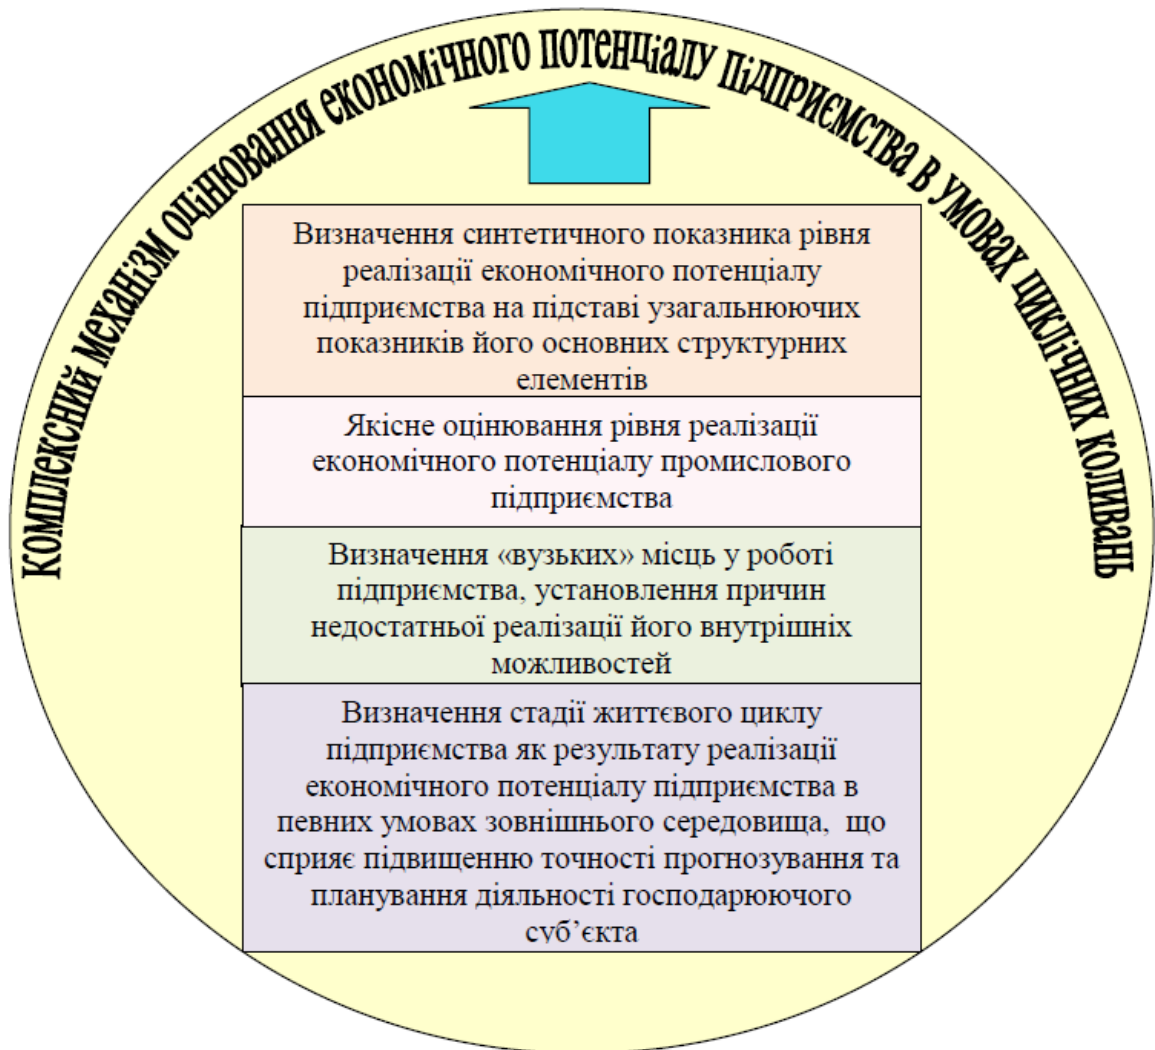 комплексний механізм оцінювання економічного потенціалу підприємства в умовах циклічних коливань
Визначення синтетичного показника рівня
реалізації економічного потенціалу
підприємства на підставі узагальнюючих
показників його основних структурних
елементів
Якісне оцінювання рівня реалізації
економічного потенціалу промислового
підприємства
Визначення «вузьких» місць у роботі
підприємства, установлення причин
недостатньої реалізації його внутрішніх
можливостей
Визначення стадії життєвого циклу
підприємства як результату реалізації
економічного потенціалу підприємства в
певних умовах зовнішнього середовища, що
сприяє підвищенню точності прогнозування та
планування діяльності господарюючого
суб’єкта